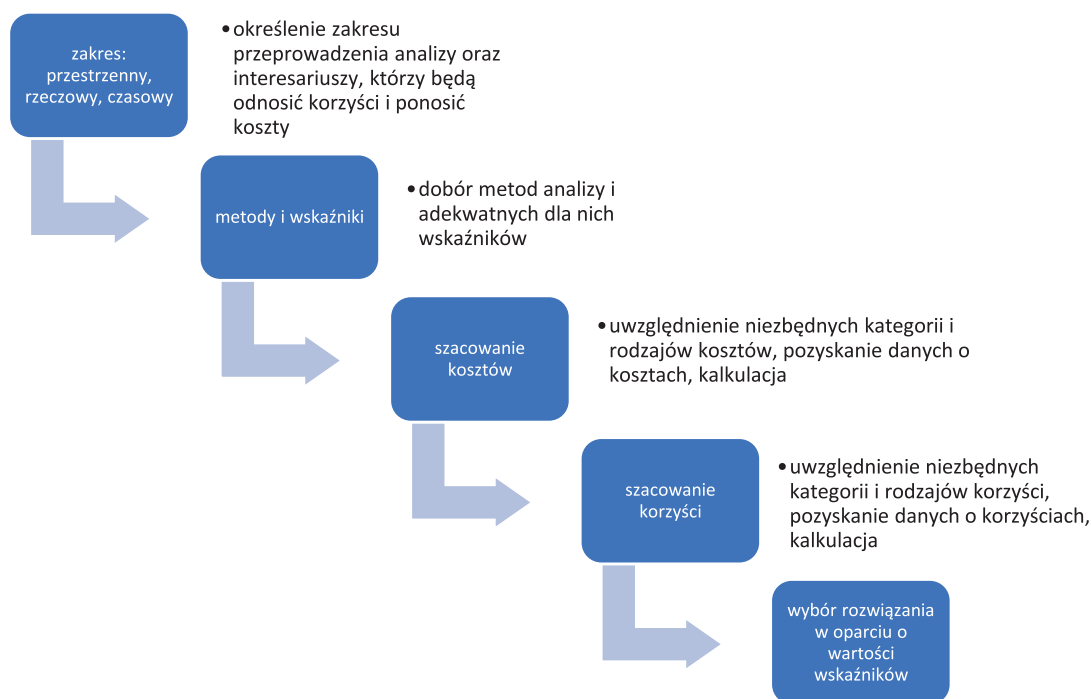 zakres:
przestrzenny,
rzeczowy, czasowy
•określenie zakresu
przeprowadzenia analizy oraz
interesariuszy, którzy będą
odnosić korzyści i ponosić
koszty
metody i wskaźniki
•dobór metod analizy i
adekwatnych dla nich
wskaźników
szacowanie
kosztów
•uwzględnienie niezbędnych kategorii i
rodzajów kosztów, pozyskanie danych o
kosztach, kalkulacja
szacowanie
korzyści
•uwzględnienie niezbędnych
kategorii i rodzajów korzyści,
pozyskanie danych o korzyściach,
kalkulacja
wybór rozwiązania
w oparciu o
wartości
wskaźników